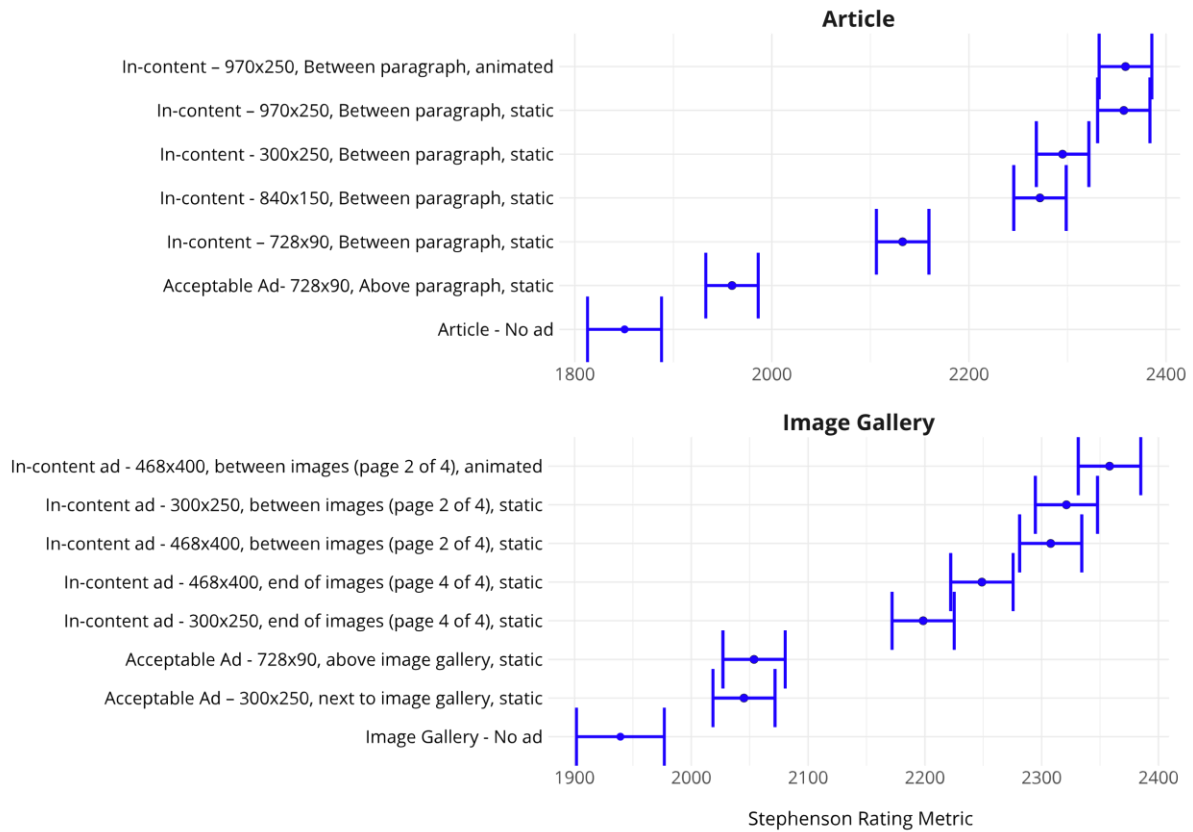 Article
In-content – 970x250, Between paragraph, animated
In-content – 970x250, Between paragraph, static
In-content - 300x250, Between paragraph, static
In-content - 840x150, Between paragraph, static
In-content – 728x90, Between paragraph, static
Acceptable Ad- 728x90, Above paragraph, static
Article - No ad
1800 2000 2200 2400
Image Gallery
In-content ad - 468x400, between images (page 2 of 4), animated
In-content ad - 300x250, between images (page 2 of 4), static
In-content ad - 468x400, between images (page 2 of 4), static
In-content ad - 468x400, end of images (page 4 of 4), static
In-content ad - 300x250, end of images (page 4 of 4), static
Acceptable Ad - 728x90, above image gallery, static
Acceptable Ad – 300x250, next to image gallery, static
Image Gallery - No ad
1900 2000 2100 2200 2300 2400
Stephenson Rating Metric